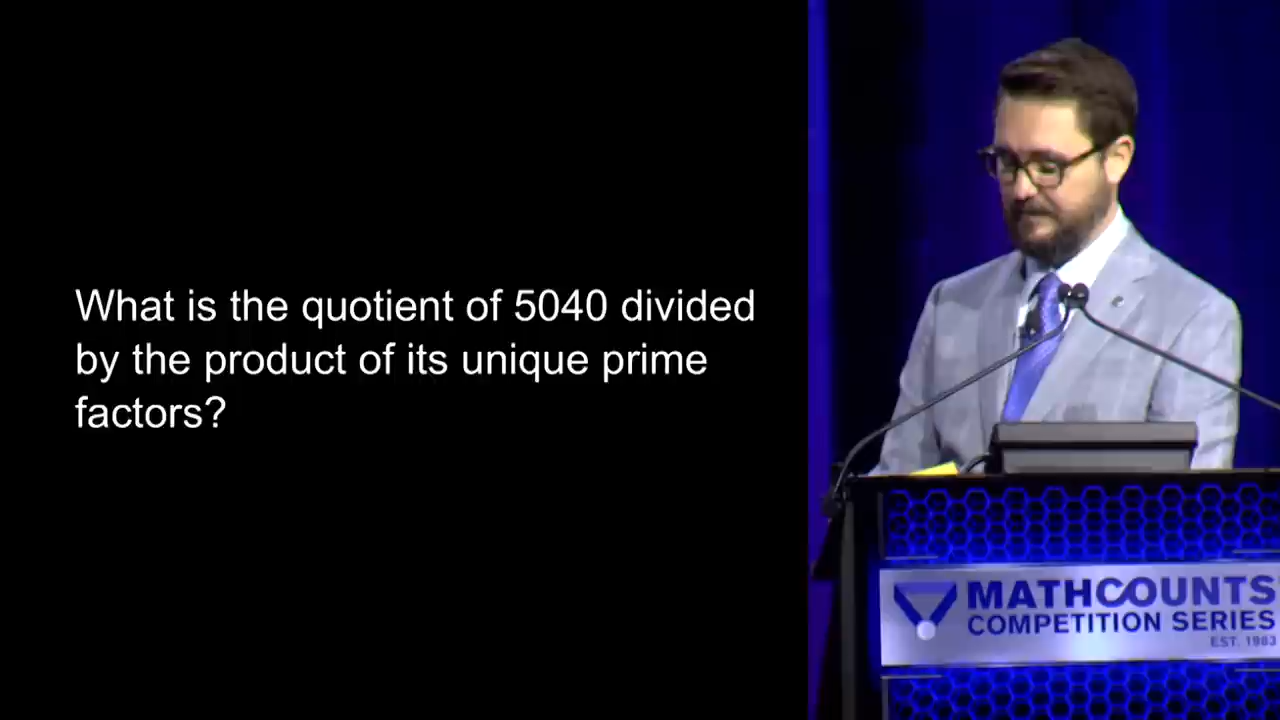 What is the quotient of 5040 divided
by the product of its unique prime
factors?
MATHCOUNTS
COMPETITION SERIES
EST. 1983